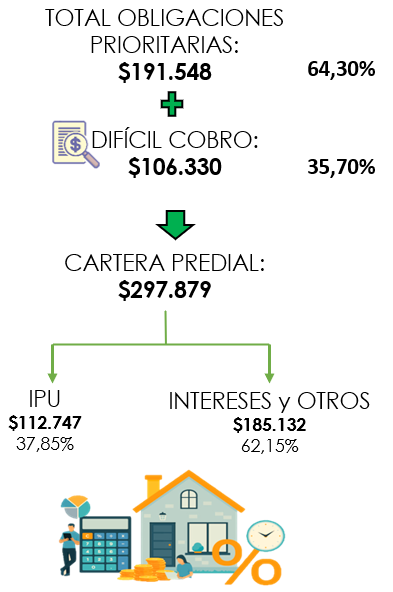 TOTAL OBLIGACIONES
PRIORITARIAS:
$191.548 64,30%
DIFÍCIL COBRO:
$106.330 35,70%
CARTERA PREDIAL:
$297.879
IPU INTERESES y OTROS
$112.747 $185.132
37,85% 62,15%
%